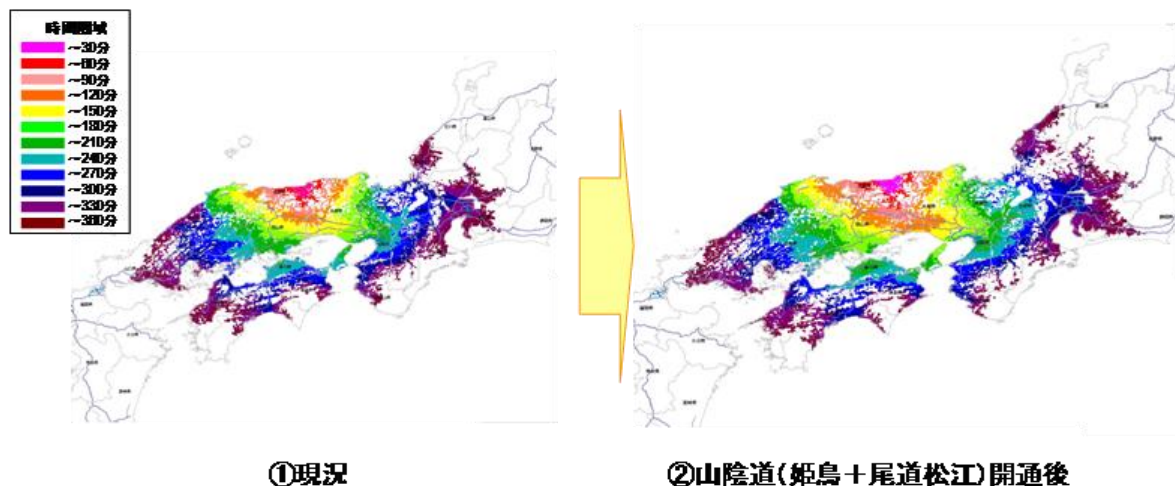 時間圏域
~30分
~60分
~90分
~120分
~150分
~180分
~210分
~240分
~270分
~300分
~330分
~360分
①現況
②山陰道(姫鳥+尾道松江)開通後